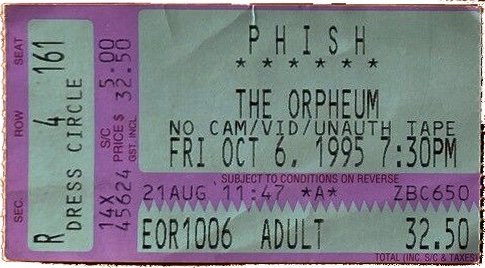 PHISH
******
THE ORPHEUM
NO CAM/VID/UNAUTH TAPE
FRI OCT 6, 1995 7:30PM
SUBJECT TO CONDITIONS ON REVERSE
21AUG 11:47 *A* ZBC650
EOR1006 ADULT 32.50
TOTAL (INC. S/C & TAXES)
SEC. ROW SEAT
R 4 161
DRESS CIRCLE
S/C 5.00
PRICE $ 32.50
GST. INCL.
14X
45624